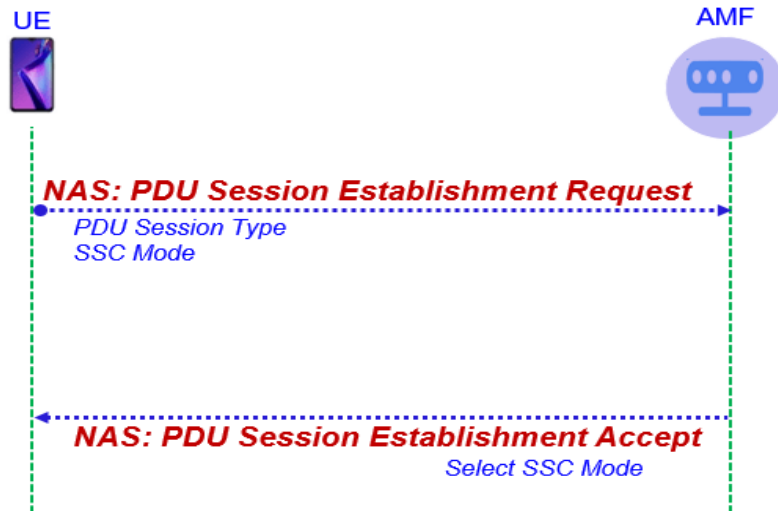 UE
AMF
NAS: PDU Session Establishment Request
PDU Session Type
SSC Mode
NAS: PDU Session Establishment Accept
Select SSC Mode